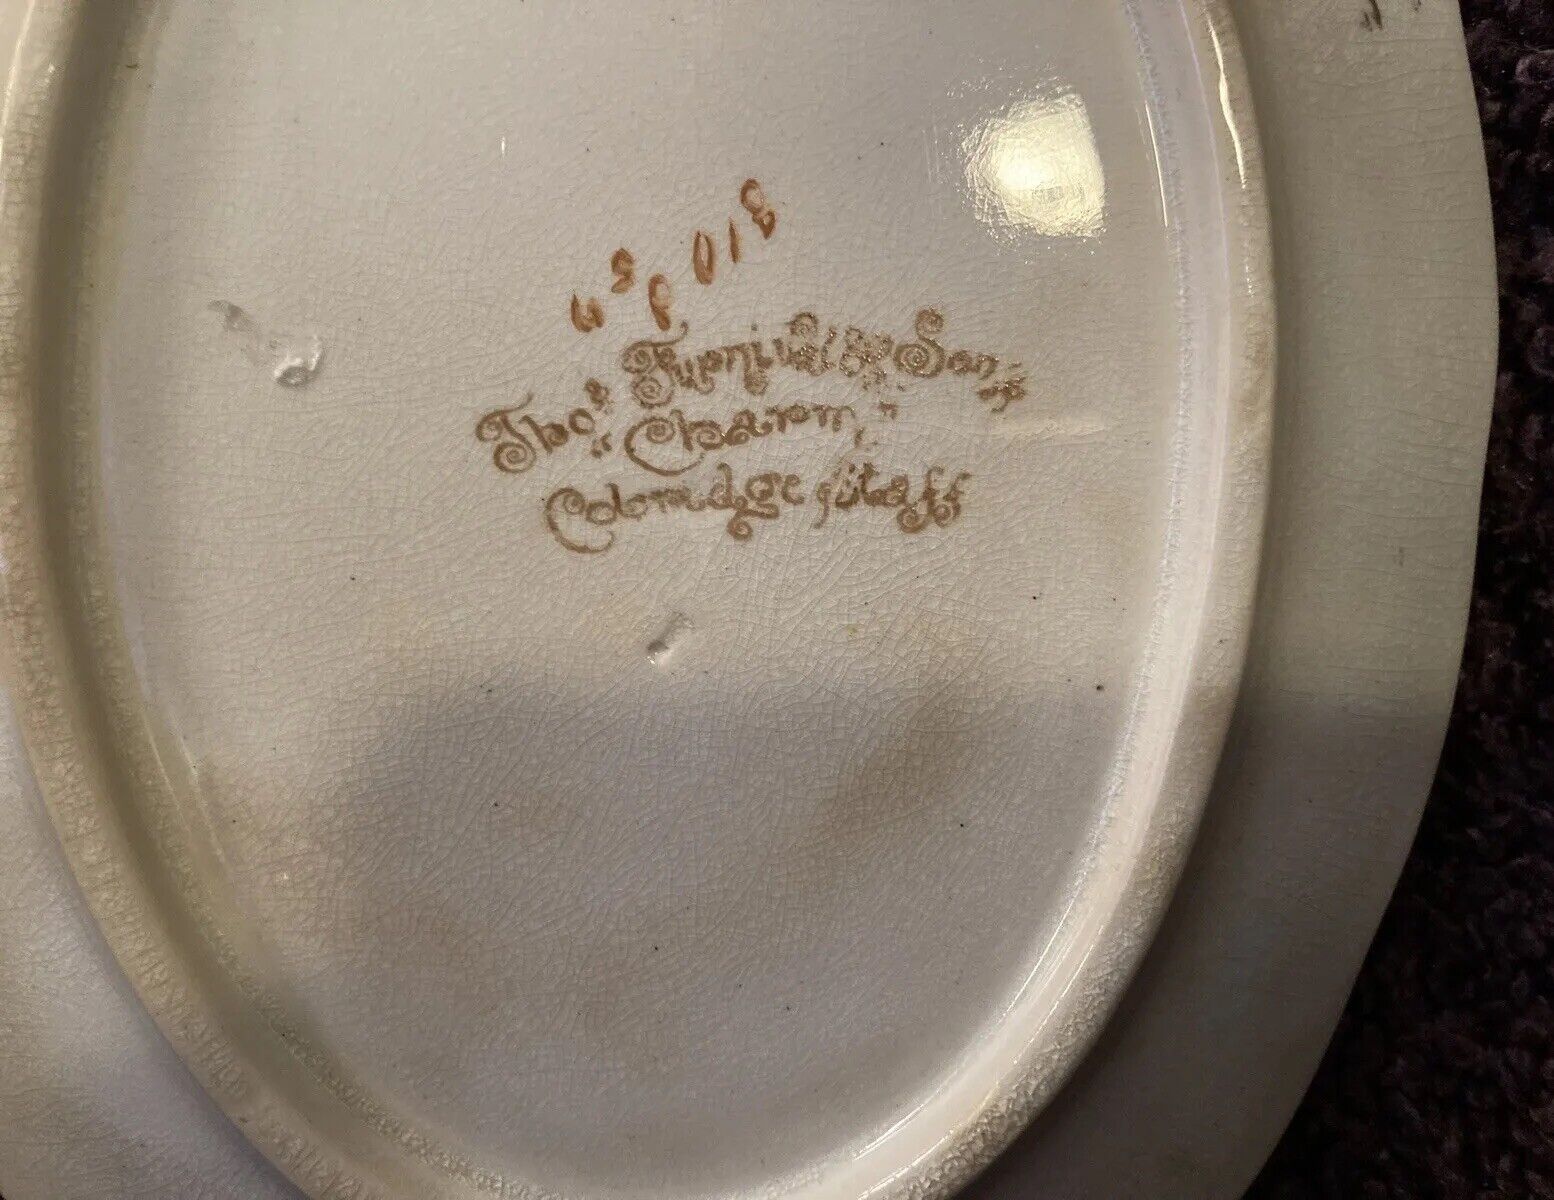 Thos Furnival & Sons
"Charm"
Cobridge Staffs